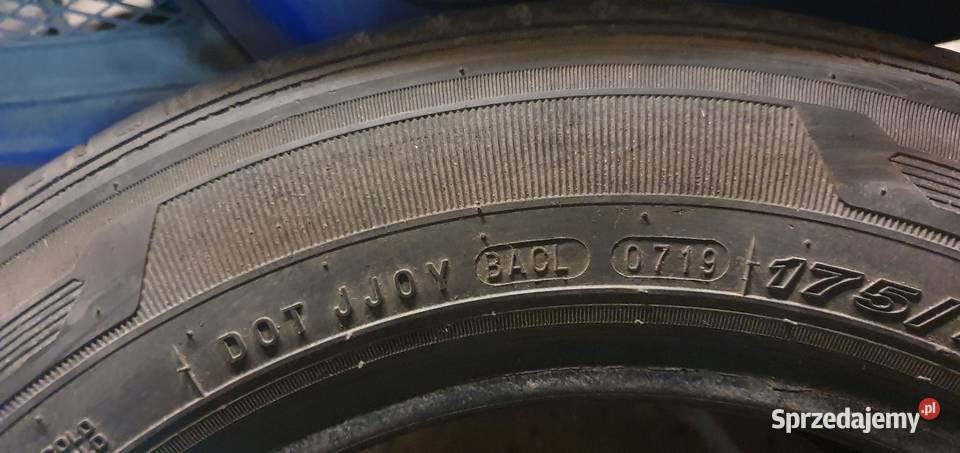 DOT JJOY BACL 0719 175/
Sprzedajemy.pl